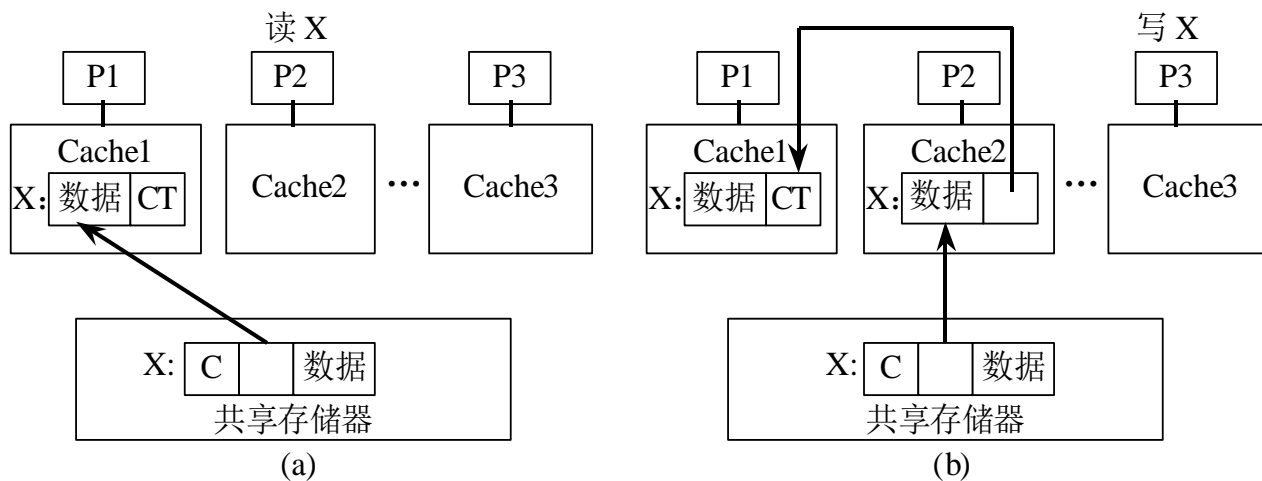 读 X
P1
P2
P3
Cache1
X: 数据 CT
Cache2
···
Cache3
X: C 数据
共享存储器
(a)
写 X
P1
P2
P3
Cache1
X: 数据 CT
Cache2
X: 数据
···
Cache3
X: C 数据
共享存储器
(b)